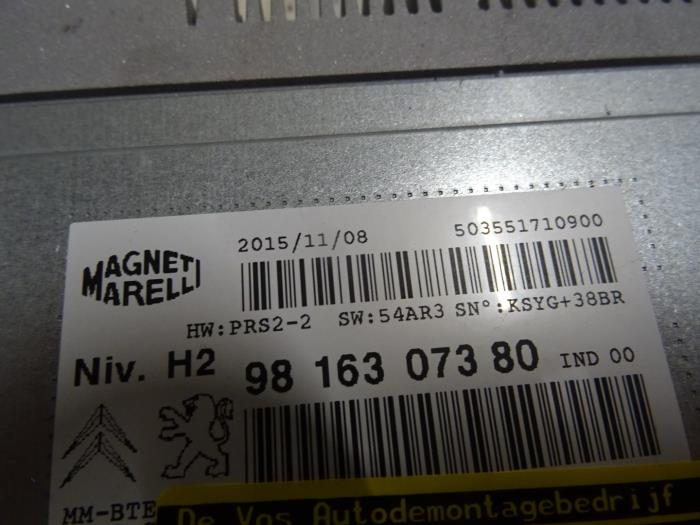 2015/11/08 503551710900
MAGNETI
MARELLI
HW:PRS2-2 SW:54AR3 SN°:KSYG+38BR
Niv. H2 98 163 073 80 IND 00
MM-BTE
De Vos Autodemontagebedrijf